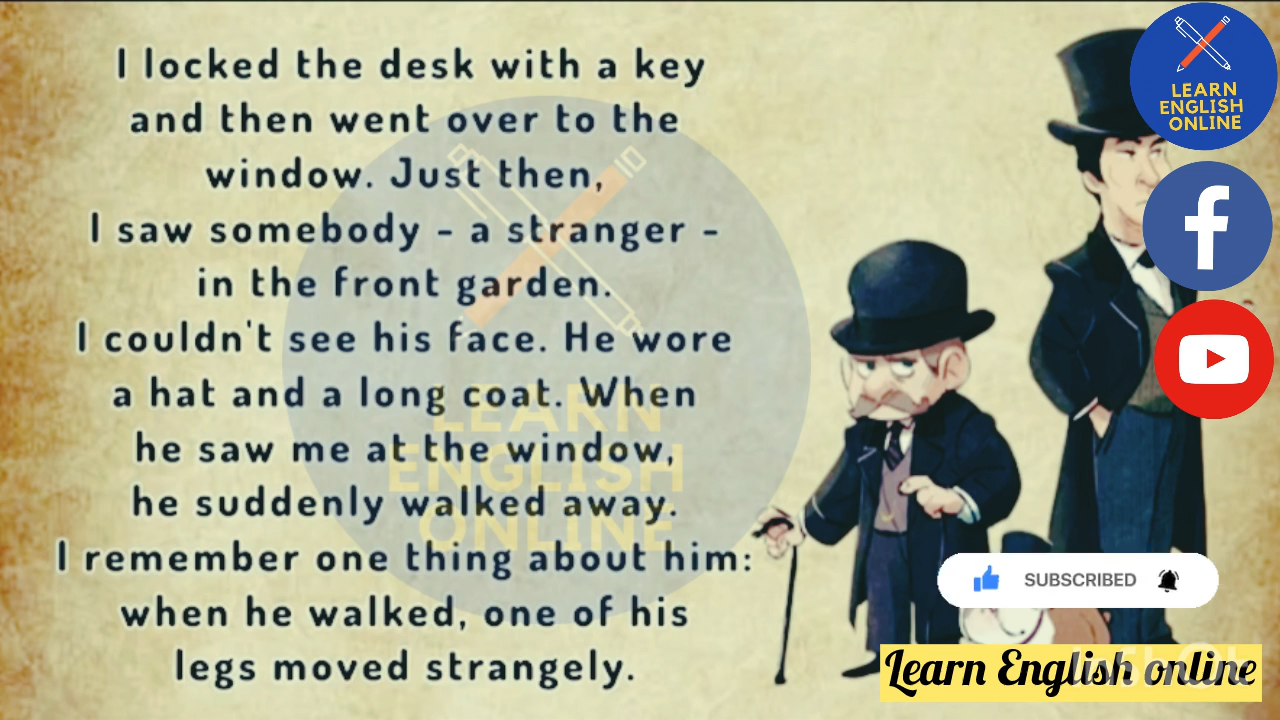 I locked the desk with a key
and then went over to the
window. Just then,
I saw somebody - a stranger -
in the front garden.
I couldn't see his face. He wore
a hat and a long coat. When
he saw me at the window,
he suddenly walked away.
I remember one thing about him:
when he walked, one of his
legs moved strangely.
LEARN
ENGLISH
ONLINE
LEARN
ENGLISH
ONLINE
SUBSCRIBED
Learn English online